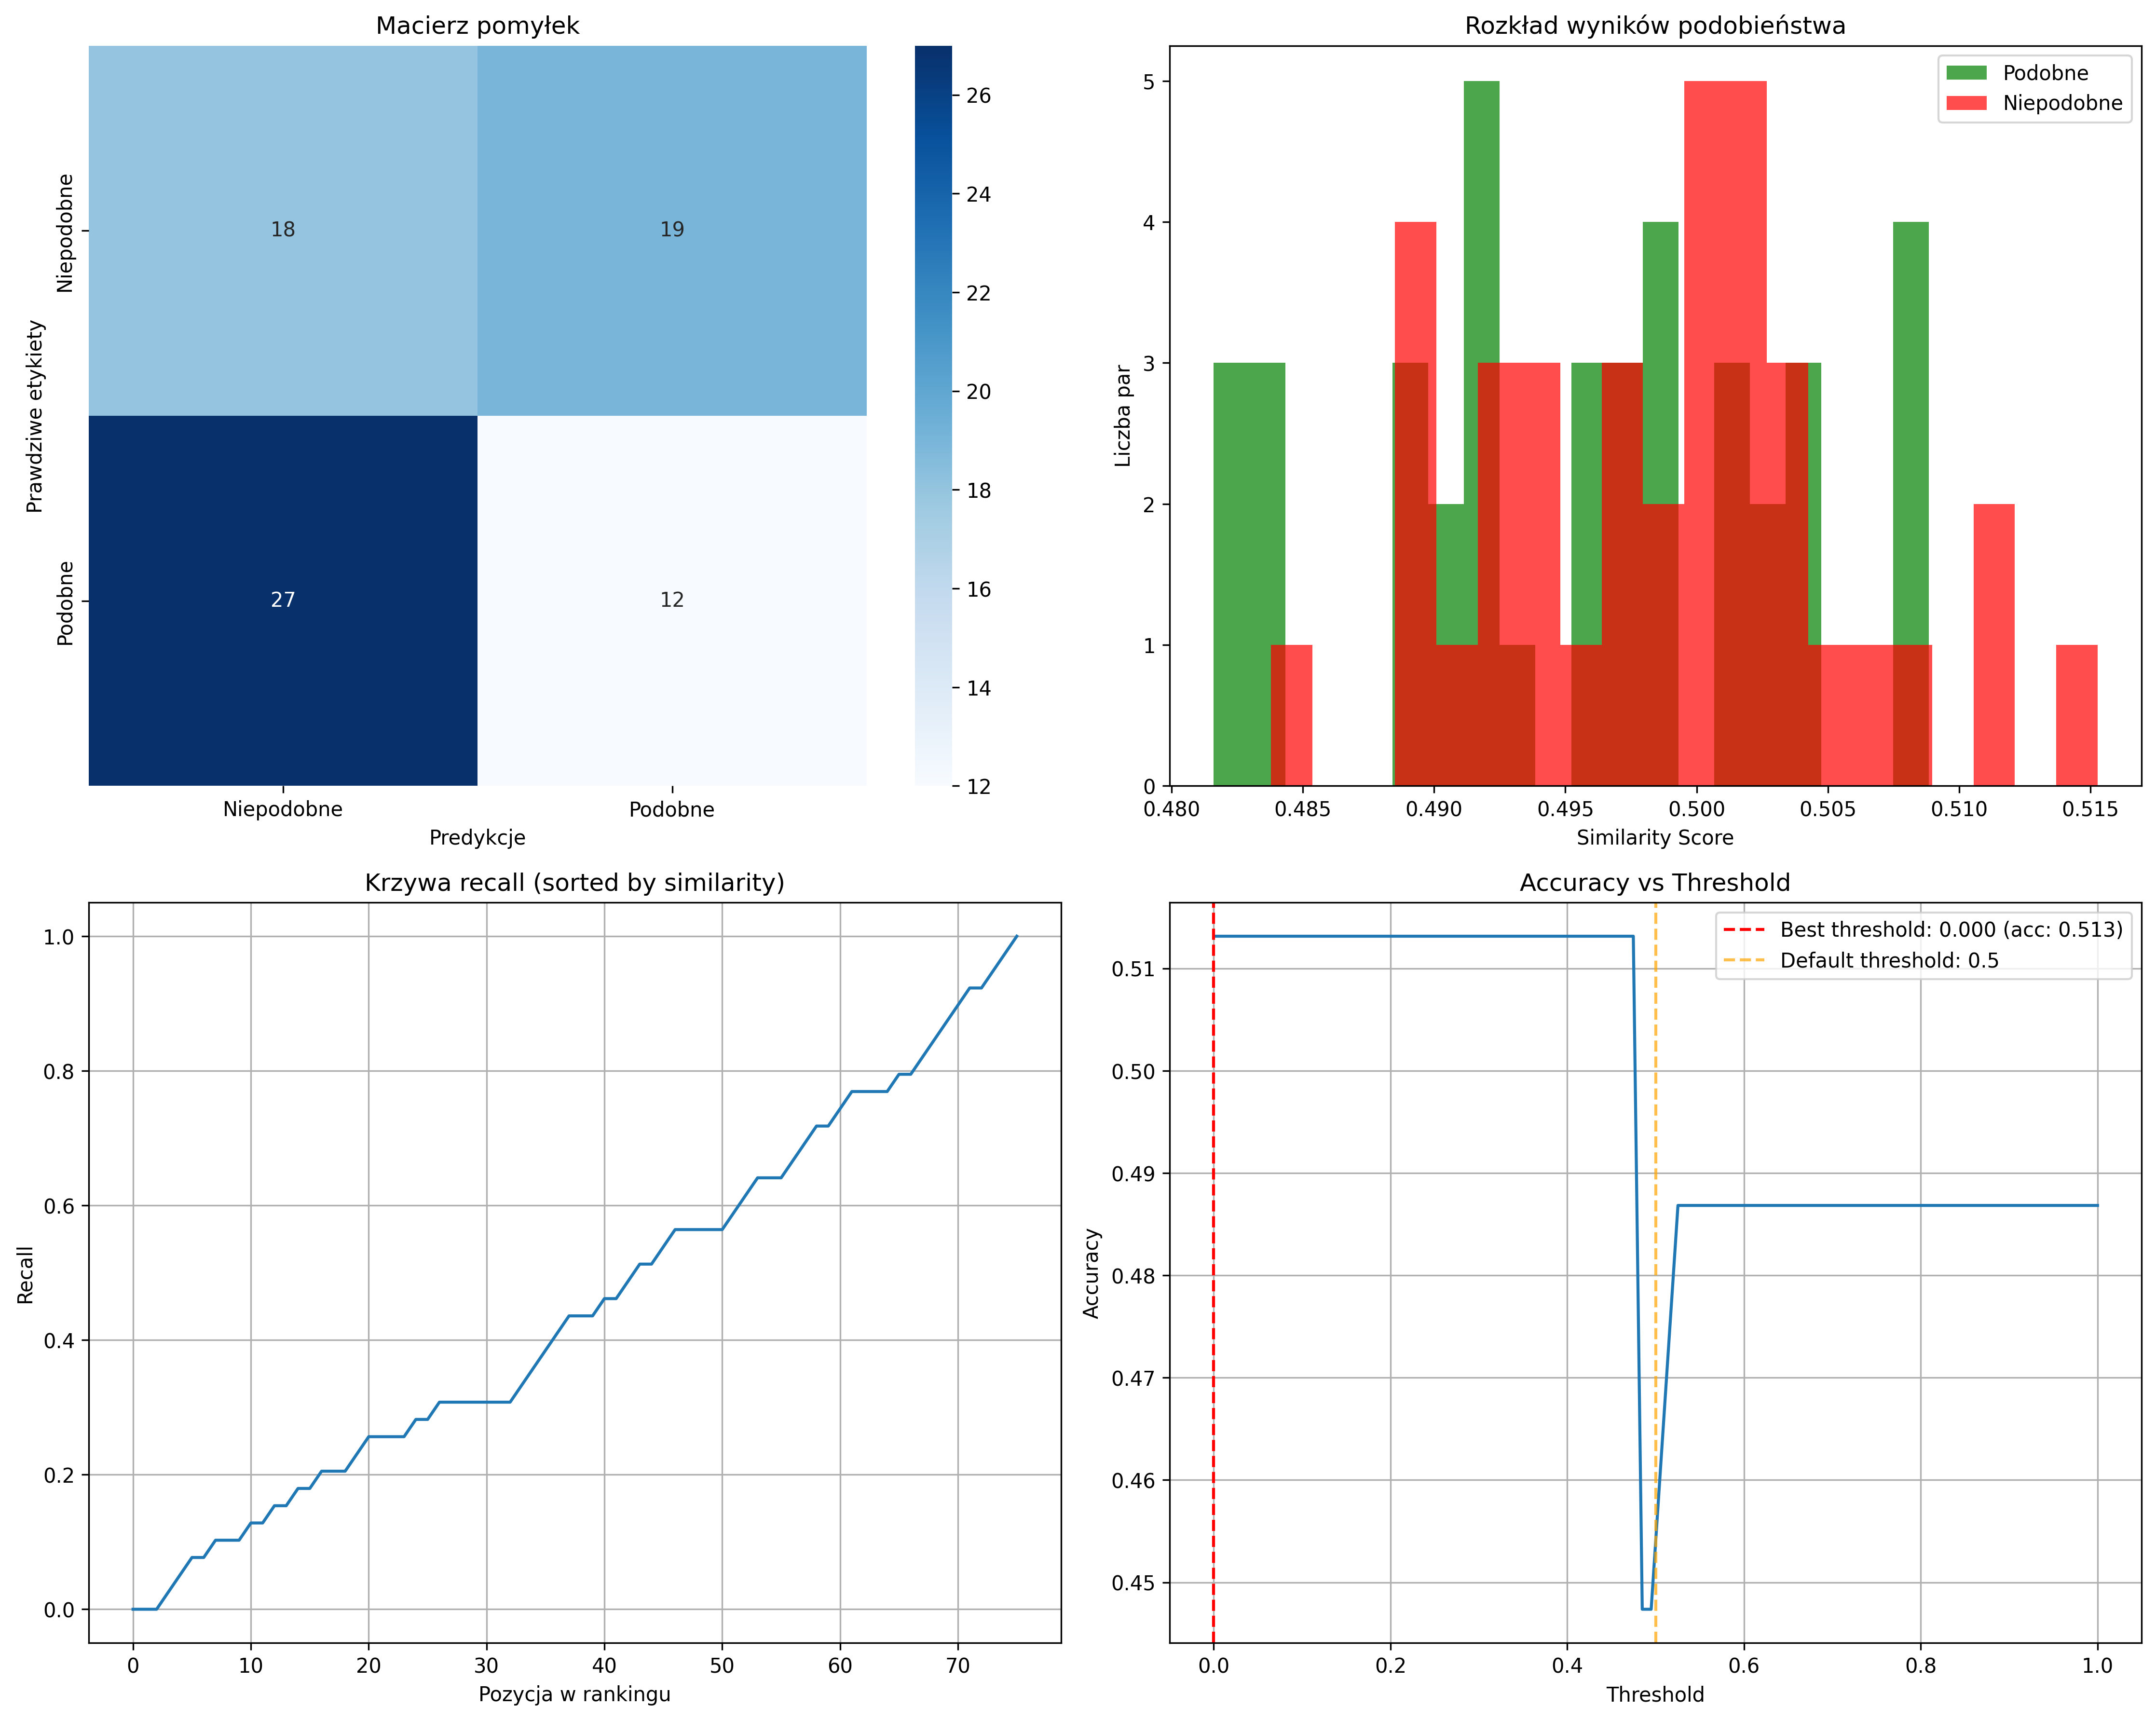 Macierz pomyłek
Prawdziwe etykiety
Niepodobne
Podobne
18
19
27
12
Niepodobne
Podobne
Predykcje
26
24
22
20
18
16
14
12
Rozkład wyników podobieństwa
Podobne
Niepodobne
Liczba par
5
4
3
2
1
0
0.480
0.485
0.490
0.495
0.500
0.505
0.510
0.515
Similarity Score
Krzywa recall (sorted by similarity)
Recall
1.0
0.8
0.6
0.4
0.2
0.0
0
10
20
30
40
50
60
70
Pozycja w rankingu
Accuracy vs Threshold
Best threshold: 0.000 (acc: 0.513)
Default threshold: 0.5
Accuracy
0.51
0.50
0.49
0.48
0.47
0.46
0.45
0.0
0.2
0.4
0.6
0.8
1.0
Threshold